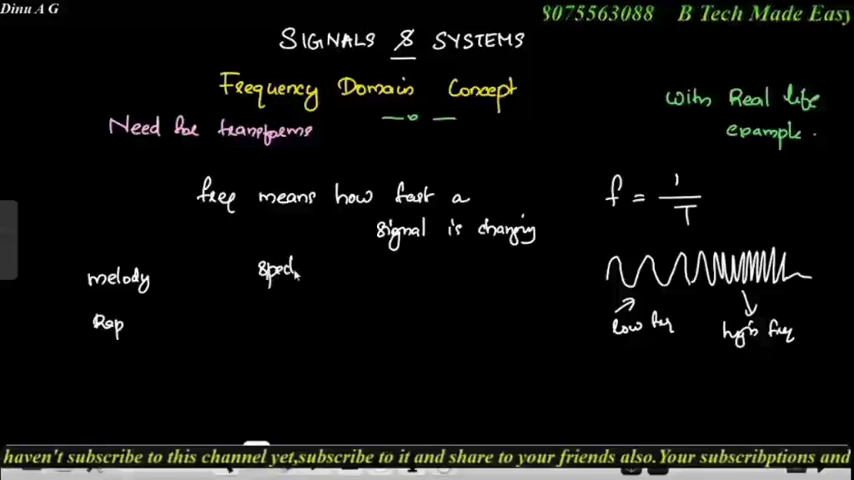 Dinu A G
8075563088 B Tech Made Easy
SIGNALS & SYSTEMS
Frequency Domain Concept
with Real life
example.
Need for transforms
freq means how fast a
signal is changing
f = 1/T
melody
sped
Rap
low freq
high freq
haven't subscribe to this channel yet,subscribe to it and share to your friends also.Your subscribptions and